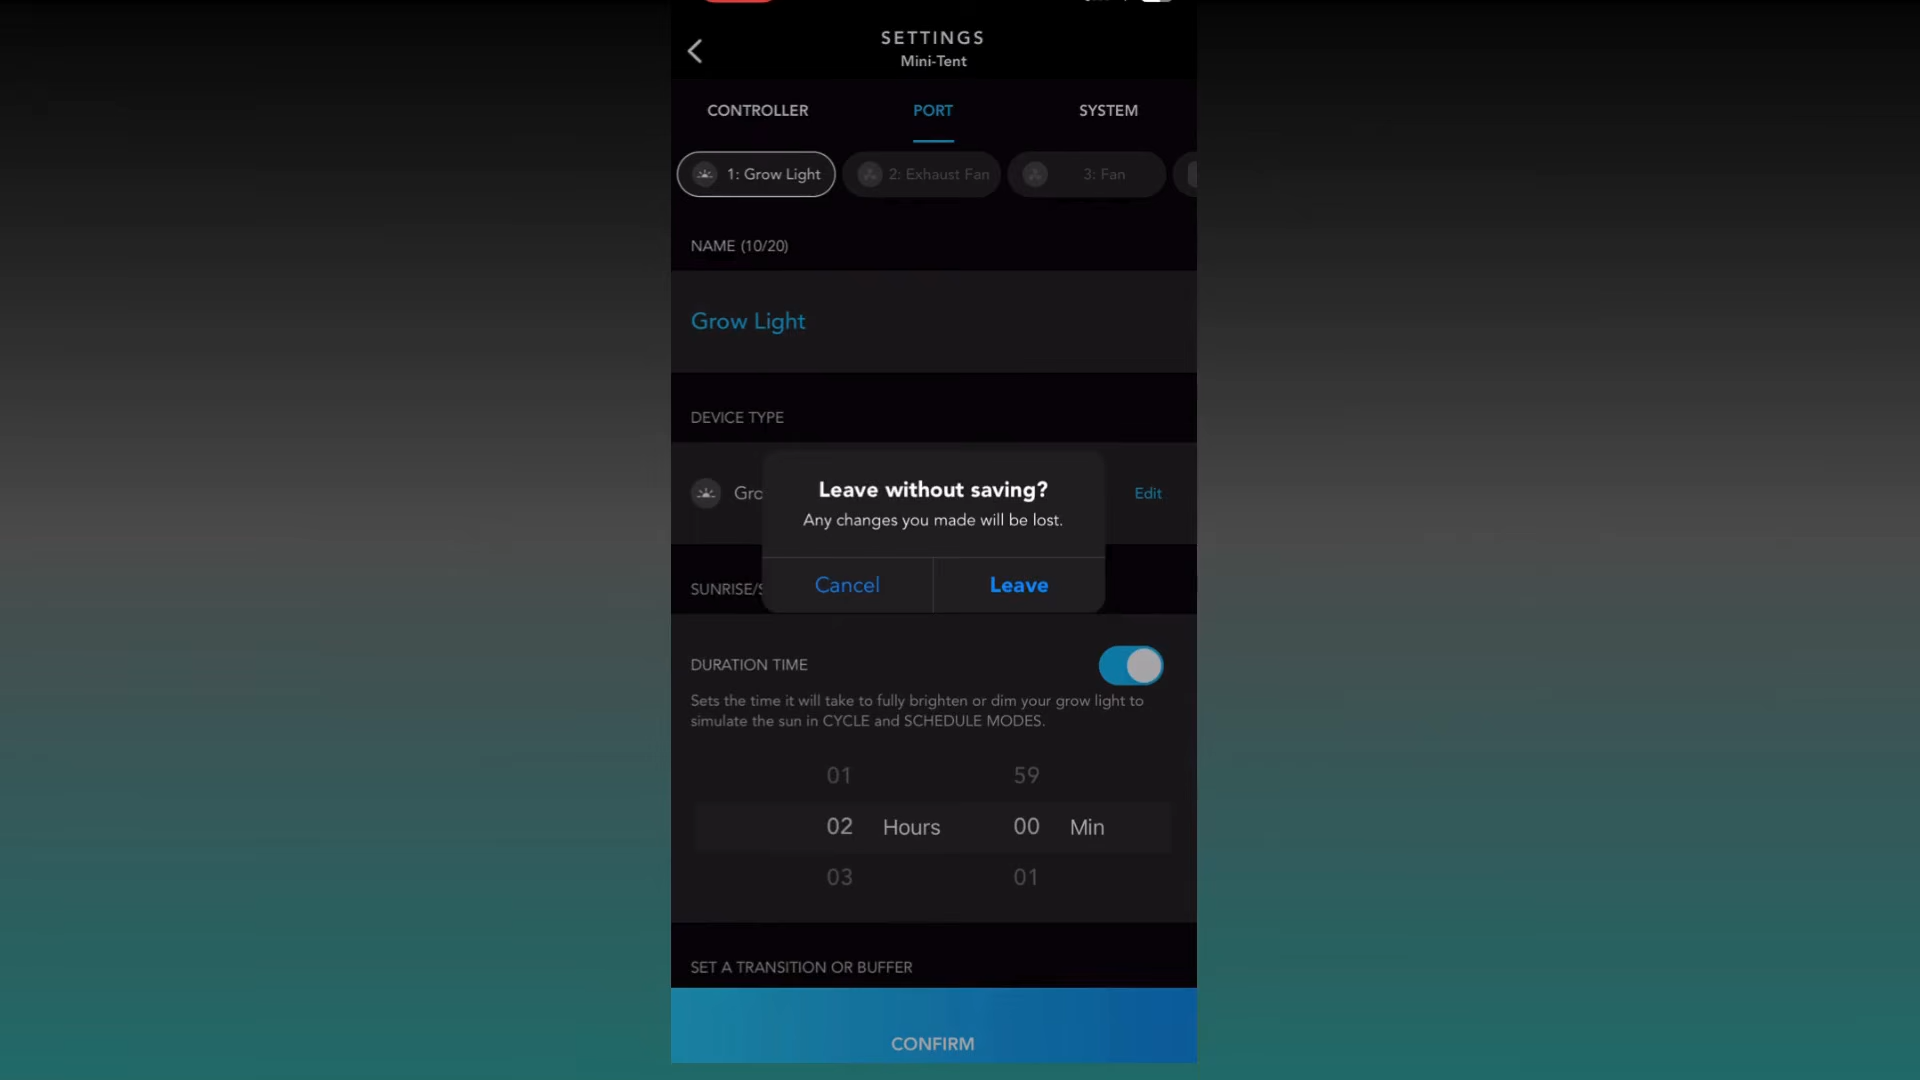 SETTINGS
Mini-Tent
CONTROLLER PORT SYSTEM
1: Grow Light 2: Exhaust Fan 3: Fan
NAME (10/20)
Grow Light
DEVICE TYPE
Gro Edit
Leave without saving?
Any changes you made will be lost.
Cancel Leave
SUNRISE/S
DURATION TIME
Sets the time it will take to fully brighten or dim your grow light to
simulate the sun in CYCLE and SCHEDULE MODES.
01 59
02 Hours 00 Min
03 01
SET A TRANSITION OR BUFFER
CONFIRM